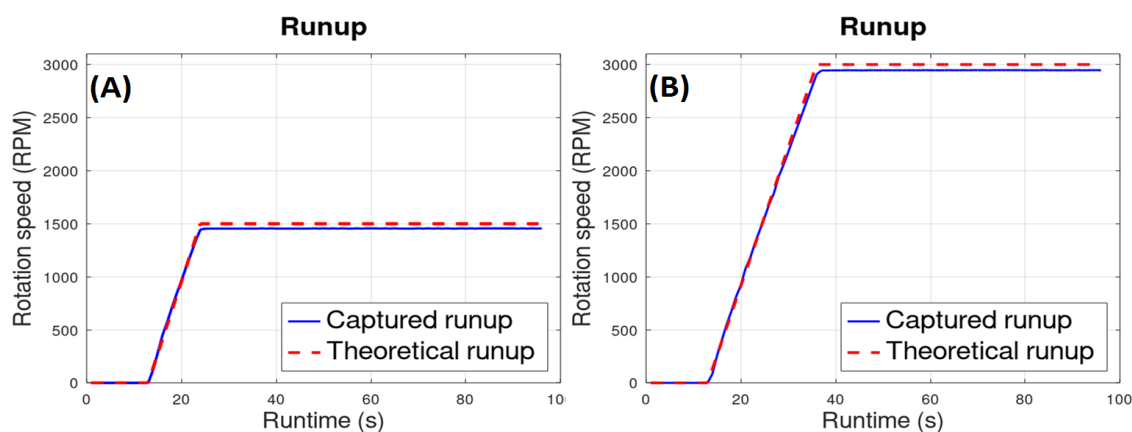 Runup
(A)
3000
2500
2000
1500
1000
500
0
Rotation speed (RPM)
Captured runup
Theoretical runup
0 20 40 60 80 100
Runtime (s)
Runup
(B)
3000
2500
2000
1500
1000
500
0
Rotation speed (RPM)
Captured runup
Theoretical runup
0 20 40 60 80 100
Runtime (s)